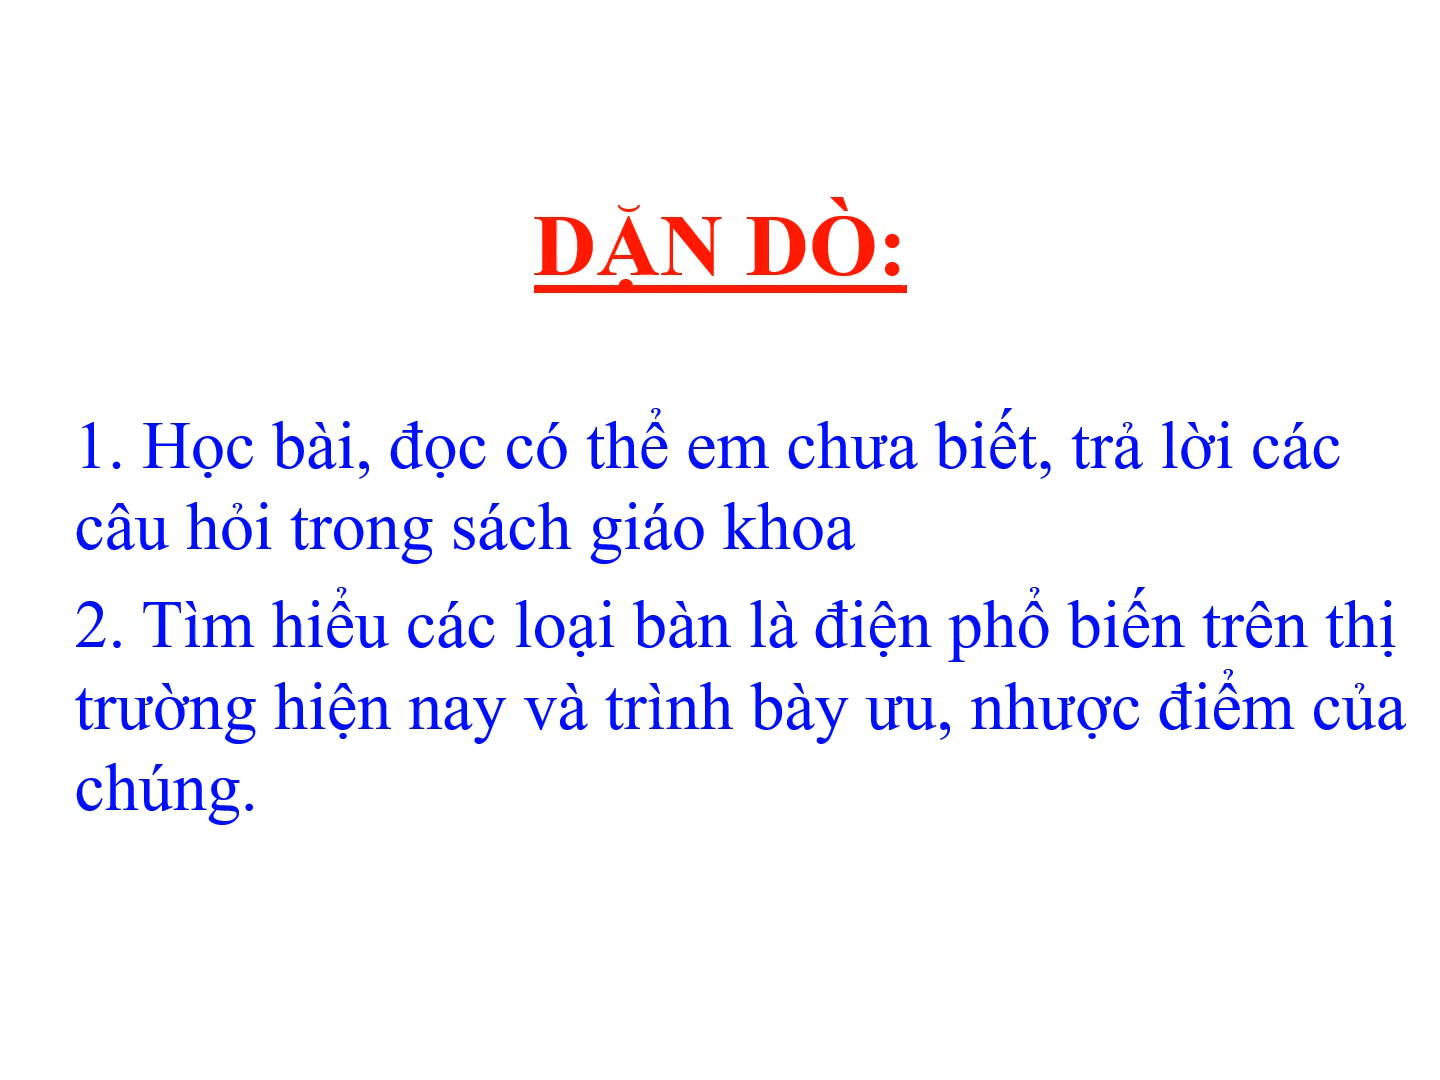 DẶN DÒ:
1. Học bài, đọc có thể em chưa biết, trả lời các
câu hỏi trong sách giáo khoa
2. Tìm hiểu các loại bàn là điện phổ biến trên thị
trường hiện nay và trình bày ưu, nhược điểm của
chúng.